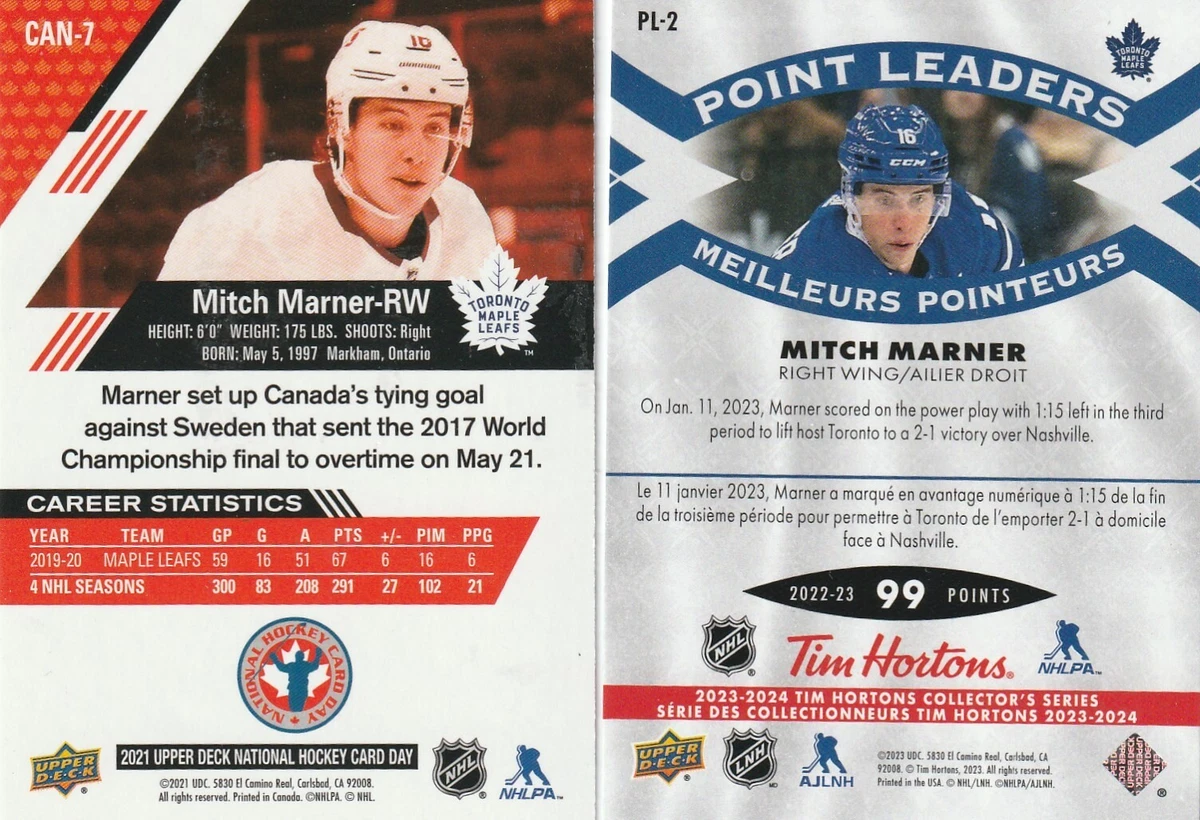 CAN-7
16
Mitch Marner-RW
HEIGHT: 6'0" WEIGHT: 175 LBS. SHOOTS: Right
BORN: May 5, 1997 Markham, Ontario
TORONTO
MAPLE
LEAFS
TM
Marner set up Canada's tying goal
against Sweden that sent the 2017 World
Championship final to overtime on May 21.
CAREER STATISTICS
YEAR TEAM GP G A PTS +/- PIM PPG
2019-20 MAPLE LEAFS 59 16 51 67 6 16 6
4 NHL SEASONS 300 83 208 291 27 102 21
NATIONAL HOCKEY CARD DAY
UPPER DECK ®
2021 UPPER DECK NATIONAL HOCKEY CARD DAY
©2021 UDC. 5830 El Camino Real, Carlsbad, CA 92008.
All rights reserved. Printed in Canada. ©NHLPA. © NHL.
NHL ®
NHLPA™
PL-2
TORONTO
MAPLE
LEAFS
®
POINT LEADERS
16
CCM
MEILLEURS POINTEURS
MITCH MARNER
RIGHT WING/AILIER DROIT
On Jan. 11, 2023, Marner scored on the power play with 1:15 left in the third
period to lift host Toronto to a 2-1 victory over Nashville.
Le 11 janvier 2023, Marner a marqué en avantage numérique à 1:15 de la fin
de la troisième période pour permettre à Toronto de l'emporter 2-1 à domicile
face à Nashville.
2022-23 99 POINTS
NHL ®
Tim Hortons®
NHLPA™
2023-2024 TIM HORTONS COLLECTOR'S SERIES
SÉRIE DES COLLECTIONNEURS TIM HORTONS 2023-2024
UPPER DECK ®
LNH MD
AJLNH
©2023 UDC. 5830 El Camino Real, Carlsbad, CA
92008. © Tim Hortons, 2023. All rights reserved.
Printed in the USA. © NHL/LNH. ©NHLPA/AJLNH.
UPPER DECK
®